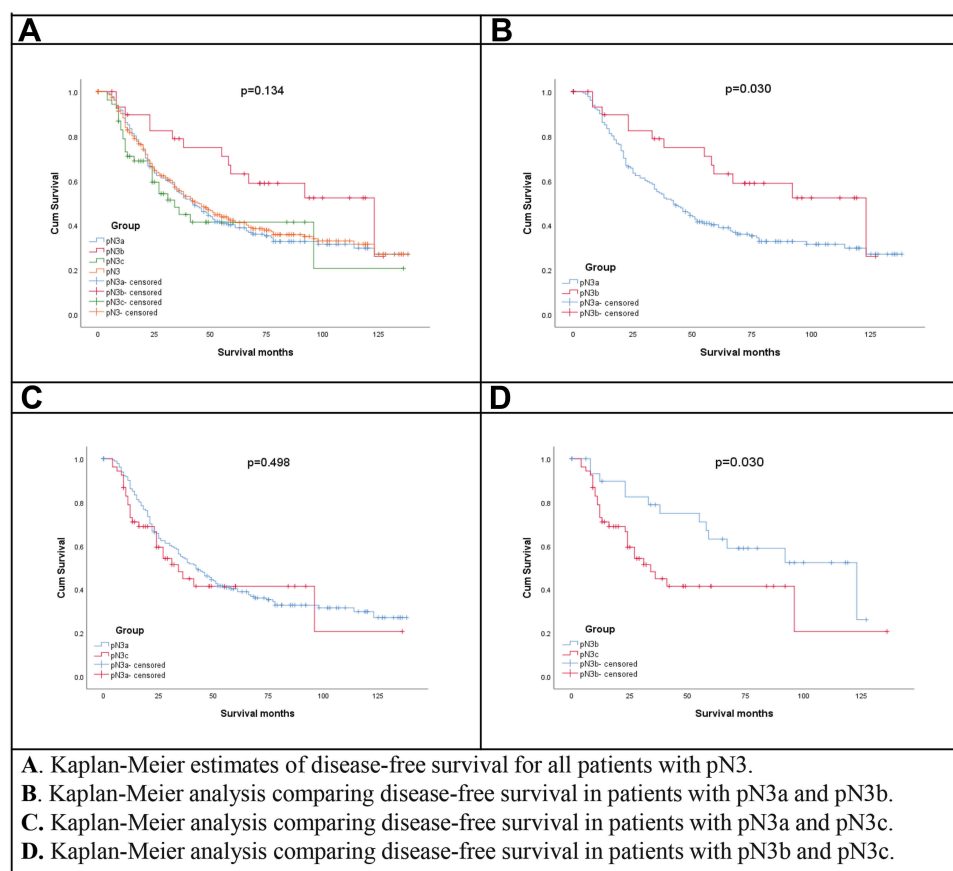 A
B
p=0.134
1.0
0.8
0.6
0.4
0.2
0.0
Cum Survival
Group
pN3a
pN3b
pN3c
pN3
pN3a- censored
pN3b- censored
pN3c- censored
pN3- censored
0 25 50 75 100 125
Survival months
p=0.030
1.0
0.8
0.6
0.4
0.2
0.0
Cum Survival
Group
pN3a
pN3b
pN3a- censored
pN3b- censored
0 25 50 75 100 125
Survival months
C
D
p=0.498
1.0
0.8
0.6
0.4
0.2
0.0
Cum Survival
Group
pN3a
pN3c
pN3a- censored
pN3a- censored
0 25 50 75 100 125
Survival months
p=0.030
1.0
0.8
0.6
0.4
0.2
0.0
Cum Survival
Group
pN3b
pN3c
pN3b- censored
pN3b- censored
0 25 50 75 100 125
Survival months
A. Kaplan-Meier estimates of disease-free survival for all patients with pN3.
B. Kaplan-Meier analysis comparing disease-free survival in patients with pN3a and pN3b.
C. Kaplan-Meier analysis comparing disease-free survival in patients with pN3a and pN3c.
D. Kaplan-Meier analysis comparing disease-free survival in patients with pN3b and pN3c.